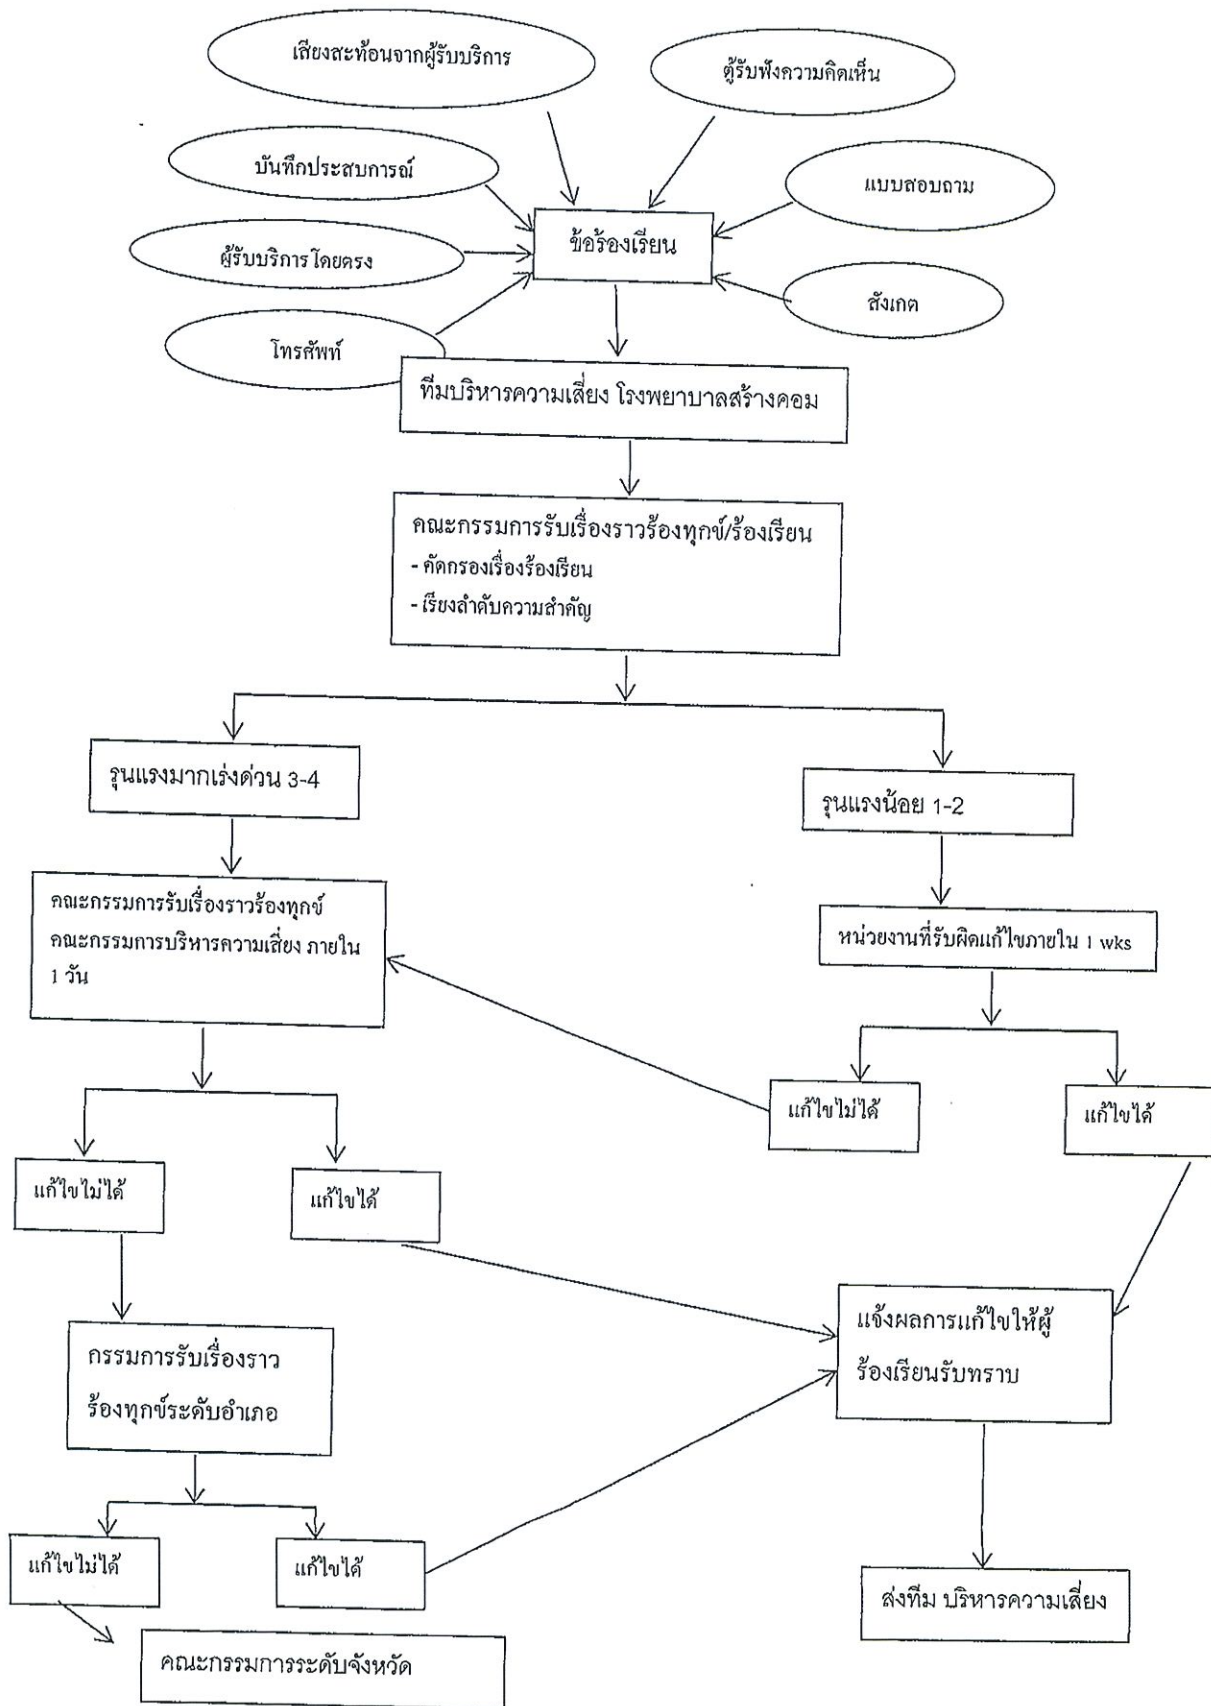 เสียงสะท้อนจากผู้รับบริการ
ตู้รับฟังความคิดเห็น
บันทึกประสบการณ์
แบบสอบถาม
ข้อร้องเรียน
ผู้รับบริการโดยตรง
สังเกต
โทรศัพท์
ทีมบริหารความเสี่ยง โรงพยาบาลสร้างคอม
คณะกรรมการรับเรื่องราวร้องทุกข์/ร้องเรียน
- คัดกรองเรื่องร้องเรียน
- เรียงลำดับความสำคัญ
รุนแรงมากเร่งด่วน 3-4
รุนแรงน้อย 1-2
คณะกรรมการรับเรื่องราวร้องทุกข์
คณะกรรมการบริหารความเสี่ยง ภายใน
1 วัน
หน่วยงานที่รับผิดแก้ไขภายใน 1 wks
แก้ไขไม่ได้
แก้ไขได้
แก้ไขไม่ได้
แก้ไขได้
แจ้งผลการแก้ไขให้ผู้
ร้องเรียนรับทราบ
กรรมการรับเรื่องราว
ร้องทุกข์ระดับอำเภอ
แก้ไขไม่ได้
แก้ไขได้
ส่งทีม บริหารความเสี่ยง
คณะกรรมการระดับจังหวัด